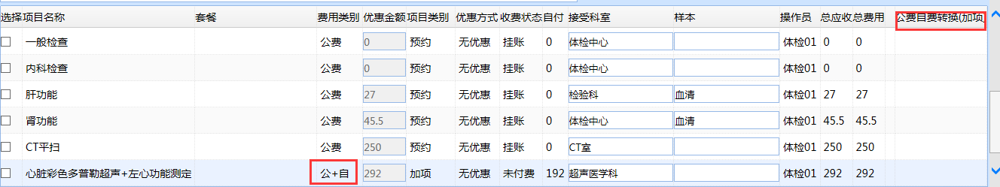 选择 项目名称 套餐 费用类别 优惠金额 项目类别 优惠方式 收费状态 自付 接受科室 样本 操作员 总应收 总费用 公费自费转换(加项
一般检查 公费 0 预约 无优惠 挂账 0 体检中心 体检01 0 0
内科检查 公费 0 预约 无优惠 挂账 0 体检中心 体检01 0 0
肝功能 公费 27 预约 无优惠 挂账 0 检验科 血清 体检01 27 27
肾功能 公费 45.5 预约 无优惠 挂账 0 体检中心 血清 体检01 45.5 45.5
CT平扫 公费 250 预约 无优惠 挂账 0 CT室 体检01 250 250
心脏彩色多普勒超声+左心功能测定 公+自 292 加项 无优惠 未付费 192 超声医学科 体检01 292 292